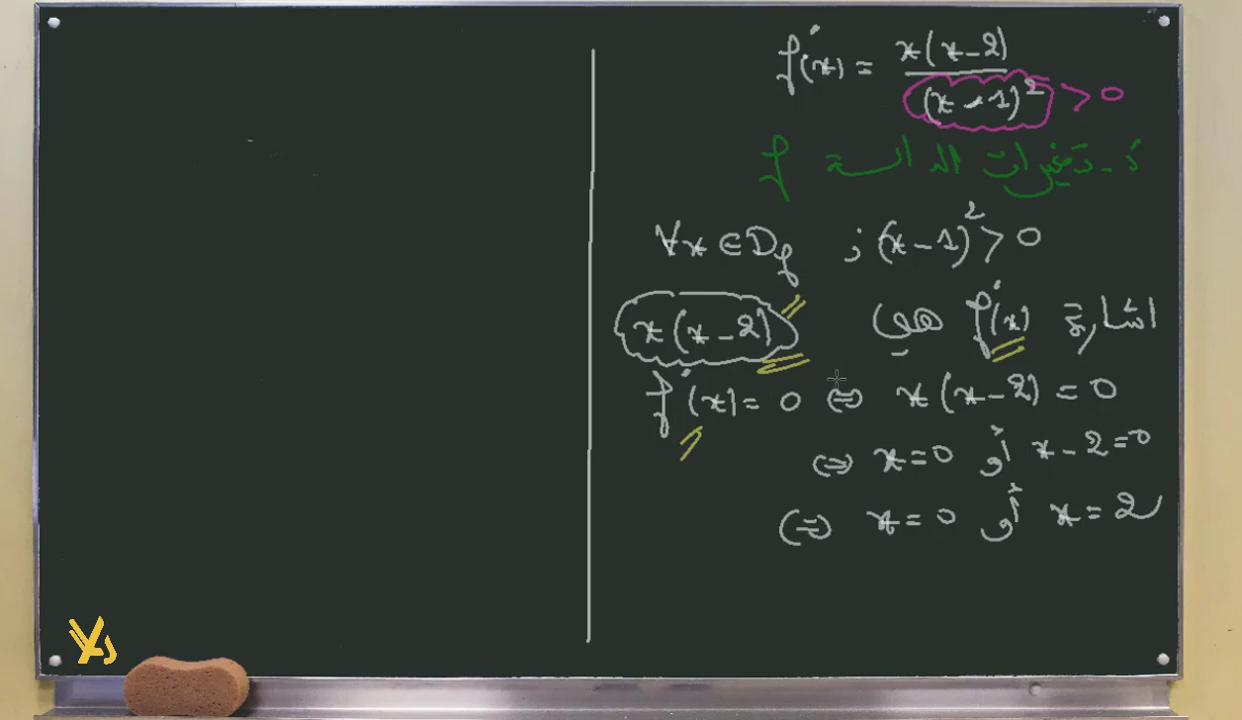 f'(x) = x(x-2) / (x-1)² > 0
د - تغيرات الدالة f
∀x ∈ D_f ; (x-1)² > 0
اشارة f'(x) هي x(x-2)
f'(x) = 0 ⇔ x(x-2) = 0
⇔ x = 0 أو x-2 = 0
⇔ x = 0 أو x = 2